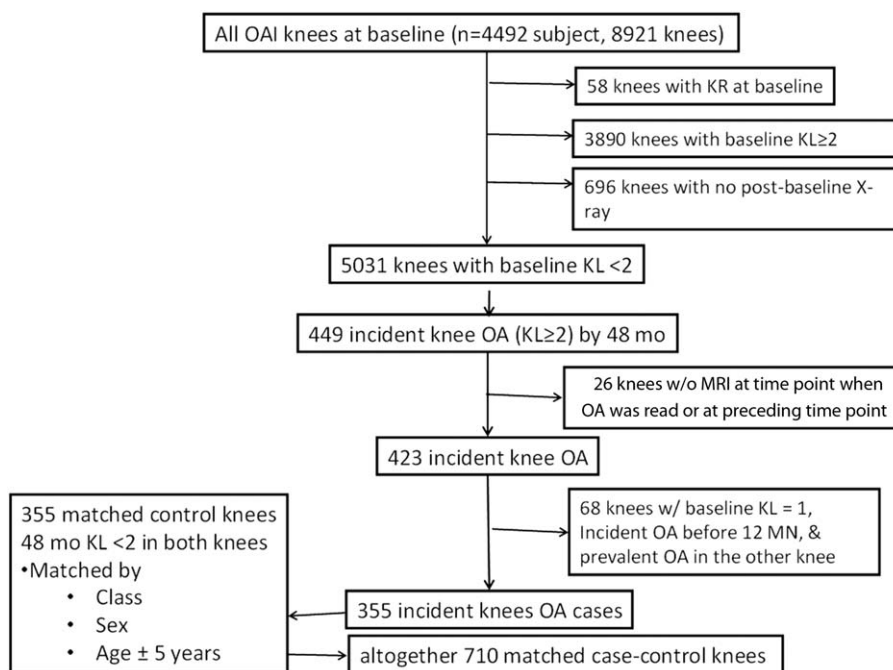 All OAI knees at baseline (n=4492 subject, 8921 knees)
58 knees with KR at baseline
3890 knees with baseline KL≥2
696 knees with no post-baseline X-
ray
5031 knees with baseline KL <2
449 incident knee OA (KL≥2) by 48 mo
26 knees w/o MRI at time point when
OA was read or at preceding time point
423 incident knee OA
68 knees w/ baseline KL = 1,
Incident OA before 12 MN, &
prevalent OA in the other knee
355 matched control knees
48 mo KL <2 in both knees
•Matched by
• Class
• Sex
• Age ± 5 years
355 incident knees OA cases
altogether 710 matched case-control knees